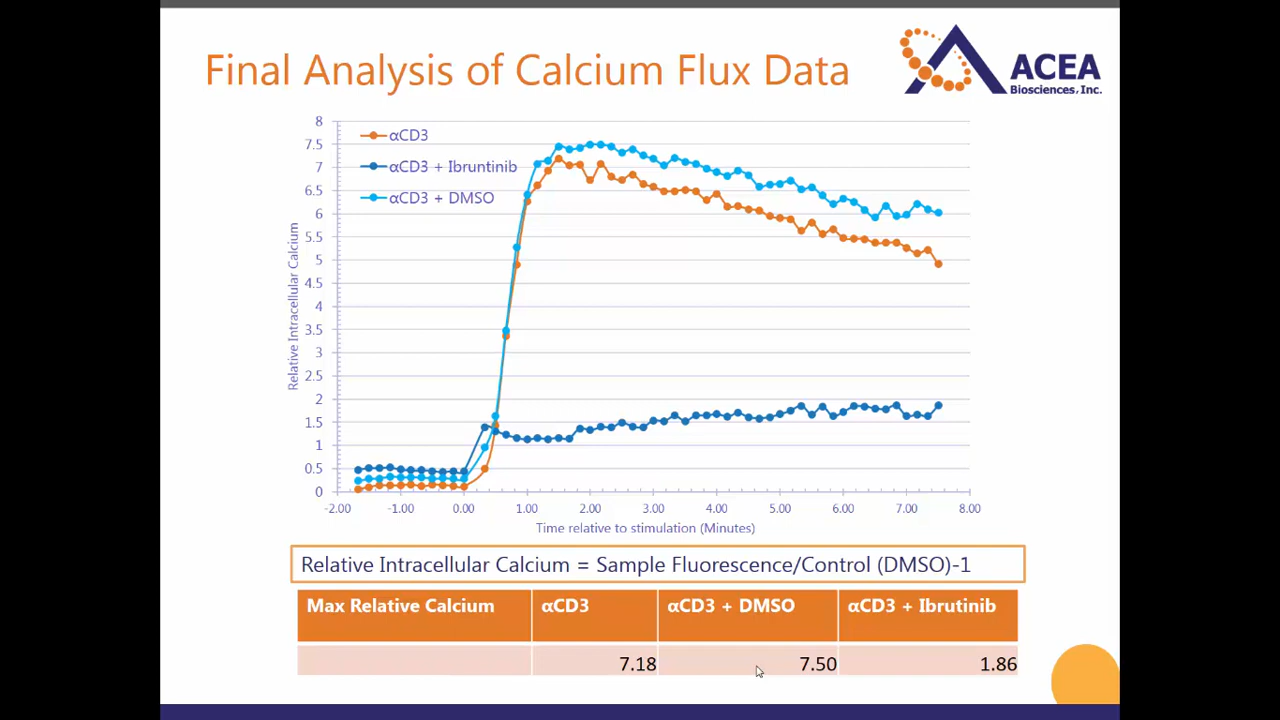 Final Analysis of Calcium Flux Data
ACEA
Biosciences, Inc.
αCD3
αCD3 + Ibruntinib
αCD3 + DMSO
Relative Intracellular Calcium
8
7.5
7
6.5
6
5.5
5
4.5
4
3.5
3
2.5
2
1.5
1
0.5
0
-2.00 -1.00 0.00 1.00 2.00 3.00 4.00 5.00 6.00 7.00 8.00
Time relative to stimulation (Minutes)
Relative Intracellular Calcium = Sample Fluorescence/Control (DMSO)-1
Max Relative Calcium αCD3 αCD3 + DMSO αCD3 + Ibrutinib
7.18 7.50 1.86